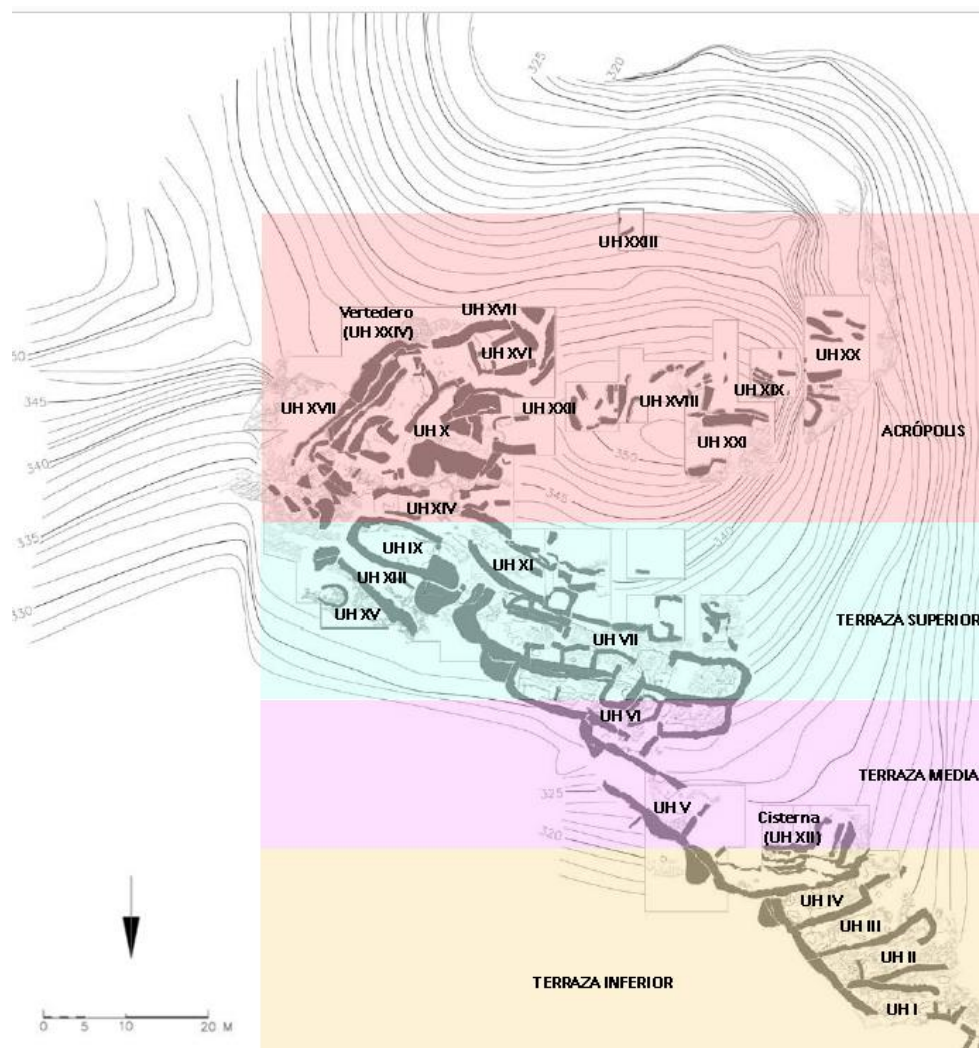 325
320
UH XXIII
Vertedero
(UH XXIV)
UH XVII
UH XVI
UH XX
50
345
UH XVII
UH XXII
UH XVIII
UH XIX
UH X
UH XXI
ACRÓPOLIS
340
350
345
UH XIV
335
340
UH IX
UH XI
UH XIII
330
UH XV
TERRAZA SUPERIOR
UH VII
UH VI
TERRAZA MEDIA
325
UH V
Cisterna
(UH XII)
320
UH IV
UH III
UH II
TERRAZA INFERIOR
UH I
0 5 10 20 M